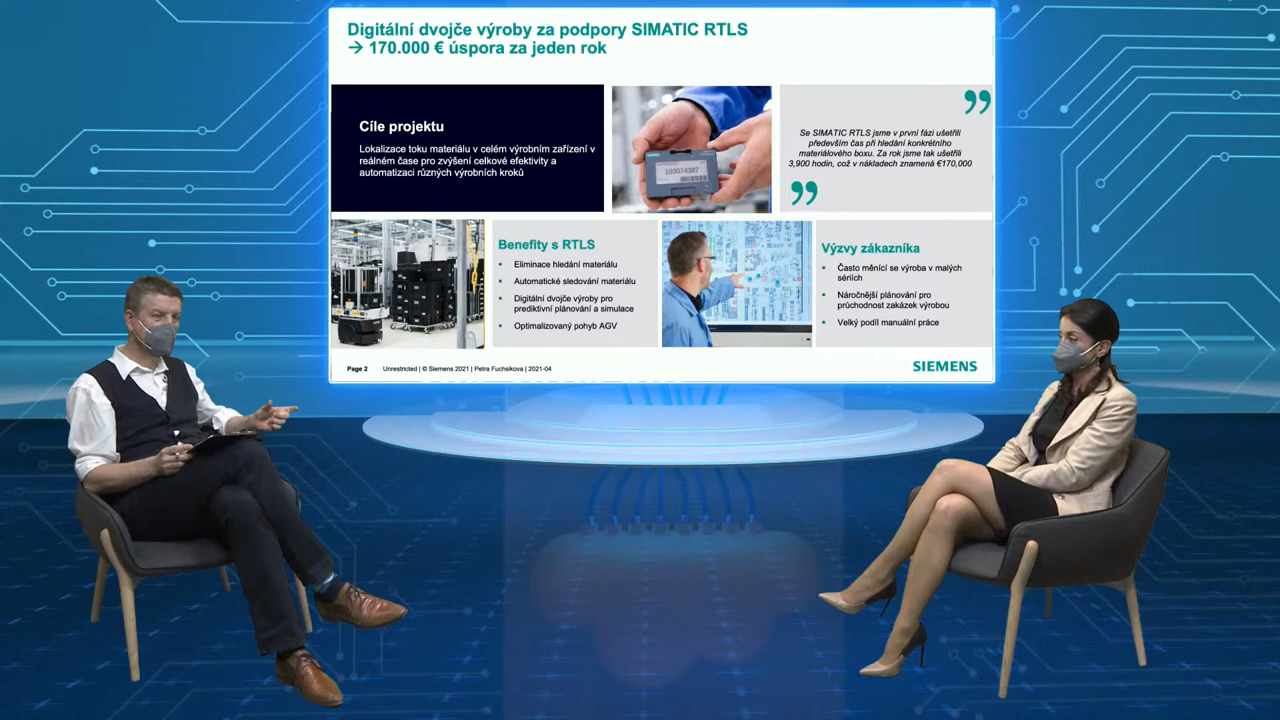 Digitální dvojče výroby za podpory SIMATIC RTLS
→ 170.000 € úspora za jeden rok
Cíle projektu
Lokalizace toku materiálu v celém výrobním zařízení v
reálném čase pro zvýšení celkové efektivity a
automatizaci různých výrobních kroků
SIEMENS
103074387
Se SIMATIC RTLS jsme v první fázi ušetřili
především čas při hledání konkrétního
materiálového boxu. Za rok jsme tak ušetřili
3,900 hodin, což v nákladech znamená €170,000
Benefity s RTLS
▪ Eliminace hledání materiálu
▪ Automatické sledování materiálu
▪ Digitální dvojče výroby pro
prediktivní plánování a simulace
▪ Optimalizovaný pohyb AGV
Výzvy zákazníka
▪ Často měnící se výroba v malých
sériích
▪ Náročnější plánování pro
průchodnost zakázek výrobou
▪ Velký podíl manuální práce
Page 2 Unrestricted | © Siemens 2021 | Petra Fuchsikova | 2021-04
SIEMENS